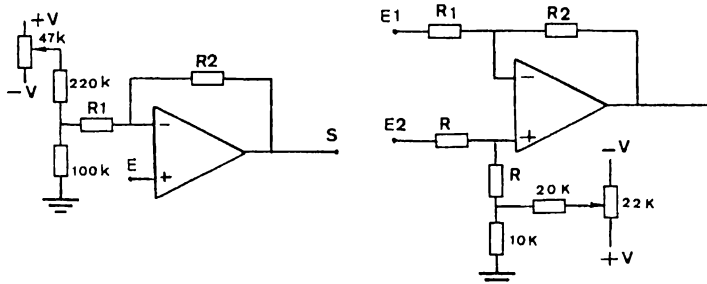 +V
47k
-V
220k
R1
R2
100k
E
-
+
S
E1
R1
R2
-
+
E2
R
R
20K
10K
-V
22K
+V